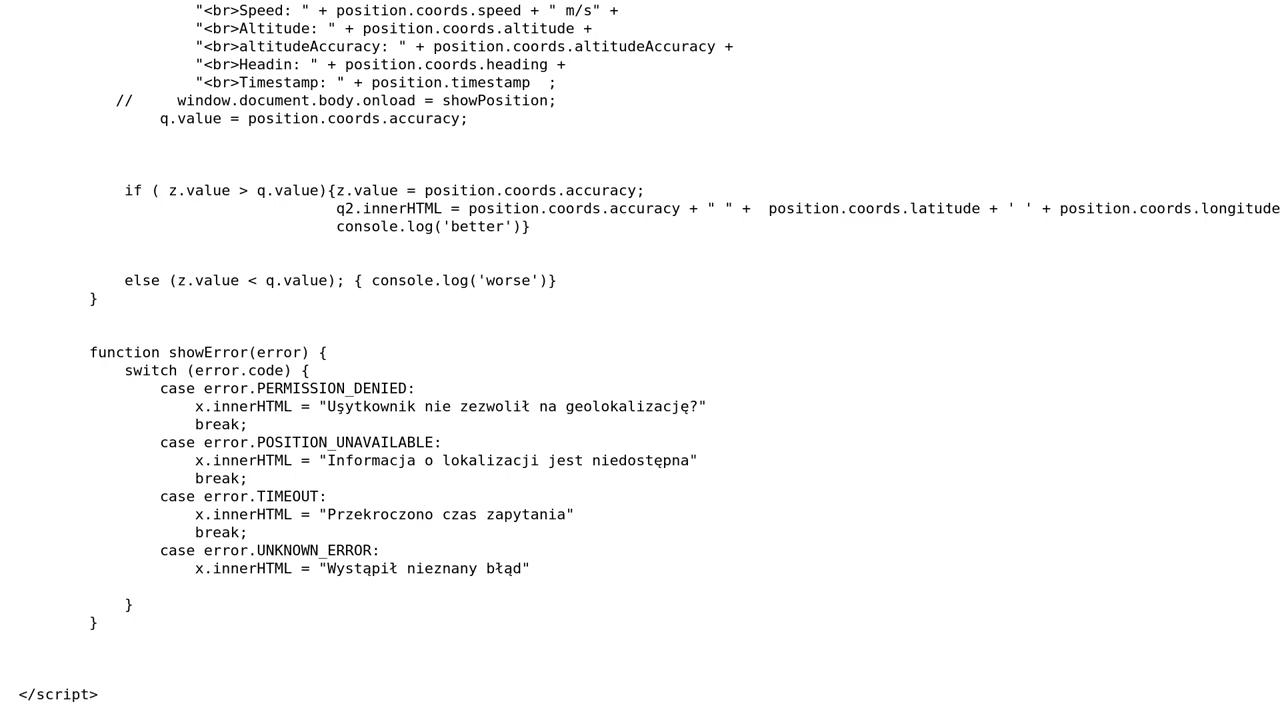 "<br>Speed: " + position.coords.speed + " m/s" +
"<br>Altitude: " + position.coords.altitude +
"<br>altitudeAccuracy: " + position.coords.altitudeAccuracy +
"<br>Headin: " + position.coords.heading +
"<br>Timestamp: " + position.timestamp  ;
//     window.document.body.onload = showPosition;
q.value = position.coords.accuracy;
if ( z.value > q.value){z.value = position.coords.accuracy;
q2.innerHTML = position.coords.accuracy + " " +  position.coords.latitude + ' ' + position.coords.longitude
console.log('better')}
else (z.value < q.value); { console.log('worse')}
}
function showError(error) {
switch (error.code) {
case error.PERMISSION_DENIED:
x.innerHTML = "Uşytkownik nie zezwolił na geolokalizację?"
break;
case error.POSITION_UNAVAILABLE:
x.innerHTML = "Informacja o lokalizacji jest niedostępna"
break;
case error.TIMEOUT:
x.innerHTML = "Przekroczono czas zapytania"
break;
case error.UNKNOWN_ERROR:
x.innerHTML = "Wystąpił nieznany błąd"
}
}
</script>